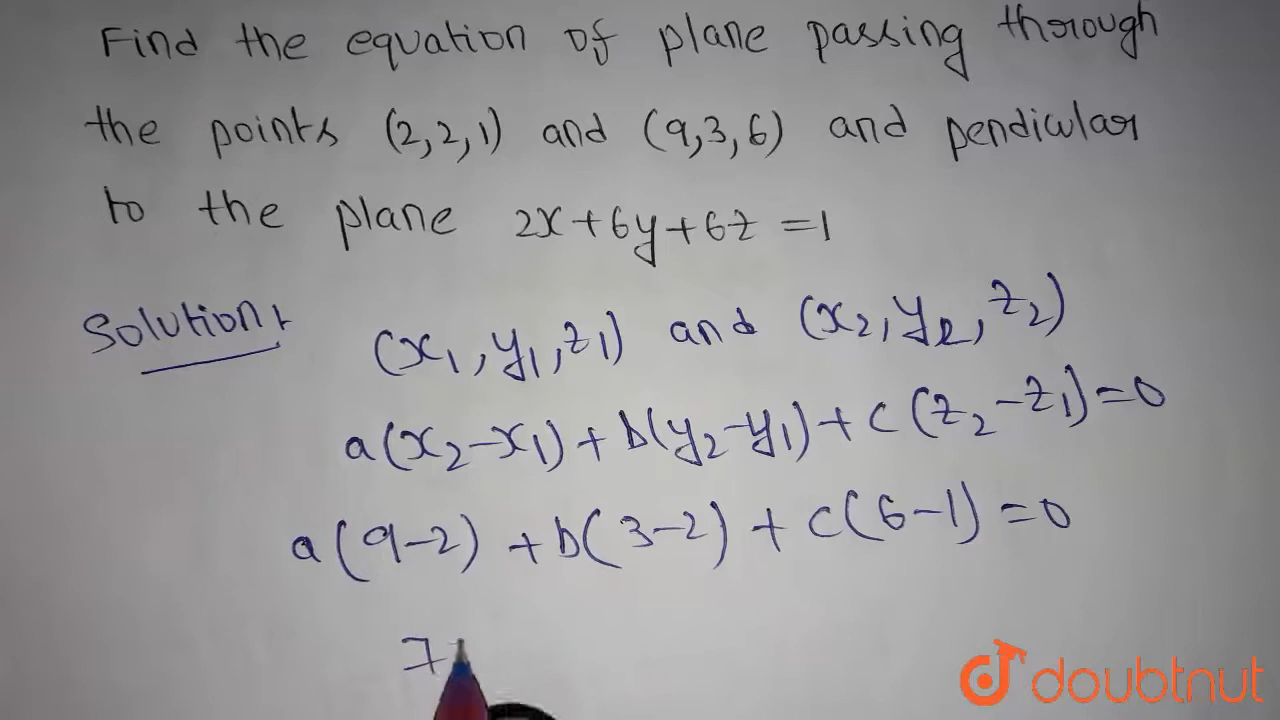 Find the equation of plane passing through
the points (2,2,1) and (9,3,6) and pendicular
to the plane 2x+6y+6z =1
Solution:
(x₁,y₁,z₁) and (x₂,y₂,z₂)
a(x₂-x₁)+b(y₂-y₁)+c(z₂-z₁)=0
a(9-2)+b(3-2)+c(6-1)=0
7
doubtnut